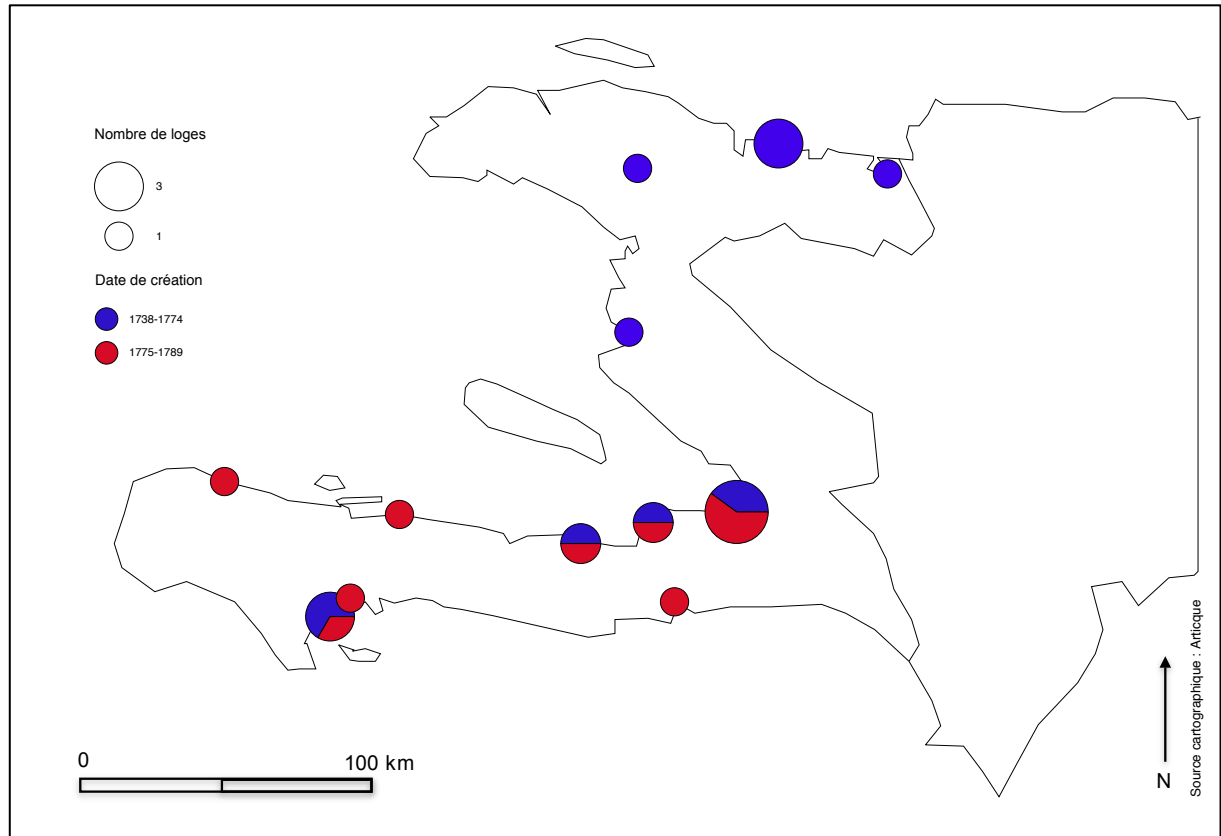 Nombre de loges
3
1
Date de création
1738-1774
1775-1789
0
100 km
N
Source cartographique : Articque